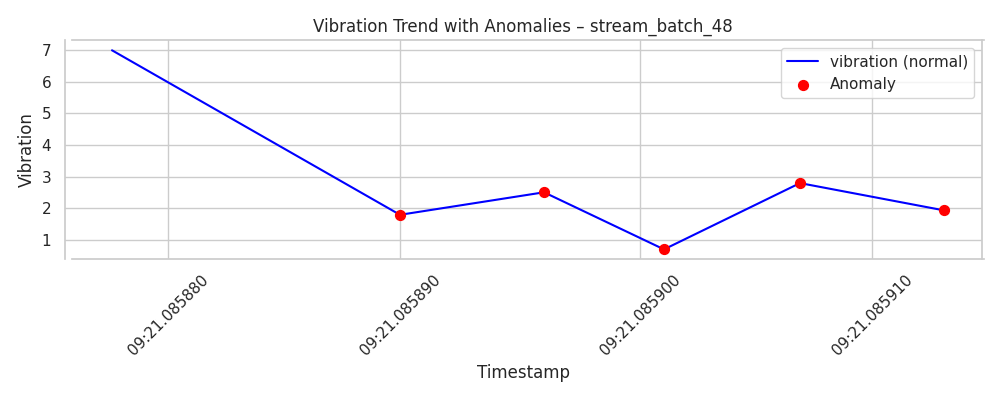 Vibration Trend with Anomalies – stream_batch_48
vibration (normal)
Anomaly
Vibration
7
6
5
4
3
2
1
09:21.085880
09:21.085890
09:21.085900
09:21.085910
Timestamp